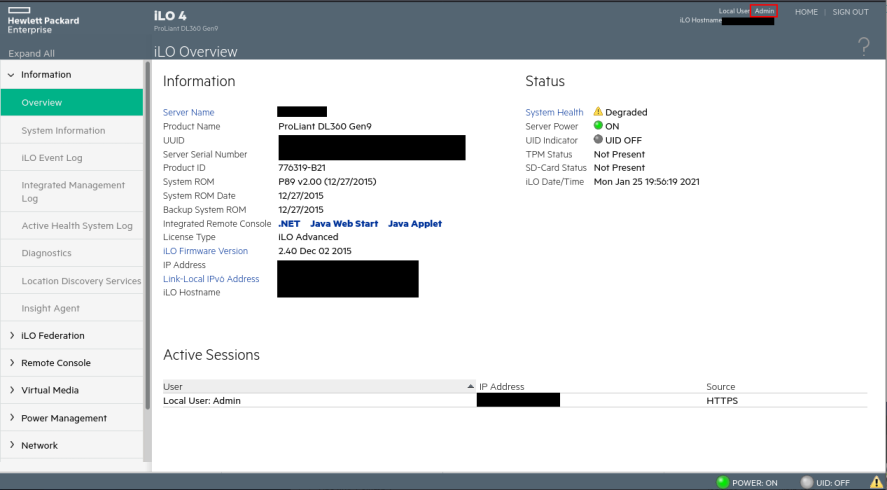 Hewlett Packard
Enterprise
iLO 4
ProLiant DL360 Gen9
Local User: Admin
iLO Hostname:
HOME | SIGN OUT
Expand All
iLO Overview
?
Information
Overview
System Information
iLO Event Log
Integrated Management
Log
Active Health System Log
Diagnostics
Location Discovery Services
Insight Agent
iLO Federation
Remote Console
Virtual Media
Power Management
Network
Information
Server Name
Product Name ProLiant DL360 Gen9
UUID
Server Serial Number
Product ID 776319-B21
System ROM P89 v2.00 (12/27/2015)
System ROM Date 12/27/2015
Backup System ROM 12/27/2015
Integrated Remote Console .NET Java Web Start Java Applet
License Type iLO Advanced
iLO Firmware Version 2.40 Dec 02 2015
IP Address
Link-Local IPv6 Address
iLO Hostname
Status
System Health Degraded
Server Power ON
UID Indicator UID OFF
TPM Status Not Present
SD-Card Status Not Present
iLO Date/Time Mon Jan 25 19:56:19 2021
Active Sessions
User IP Address Source
Local User: Admin HTTPS
POWER: ON UID: OFF